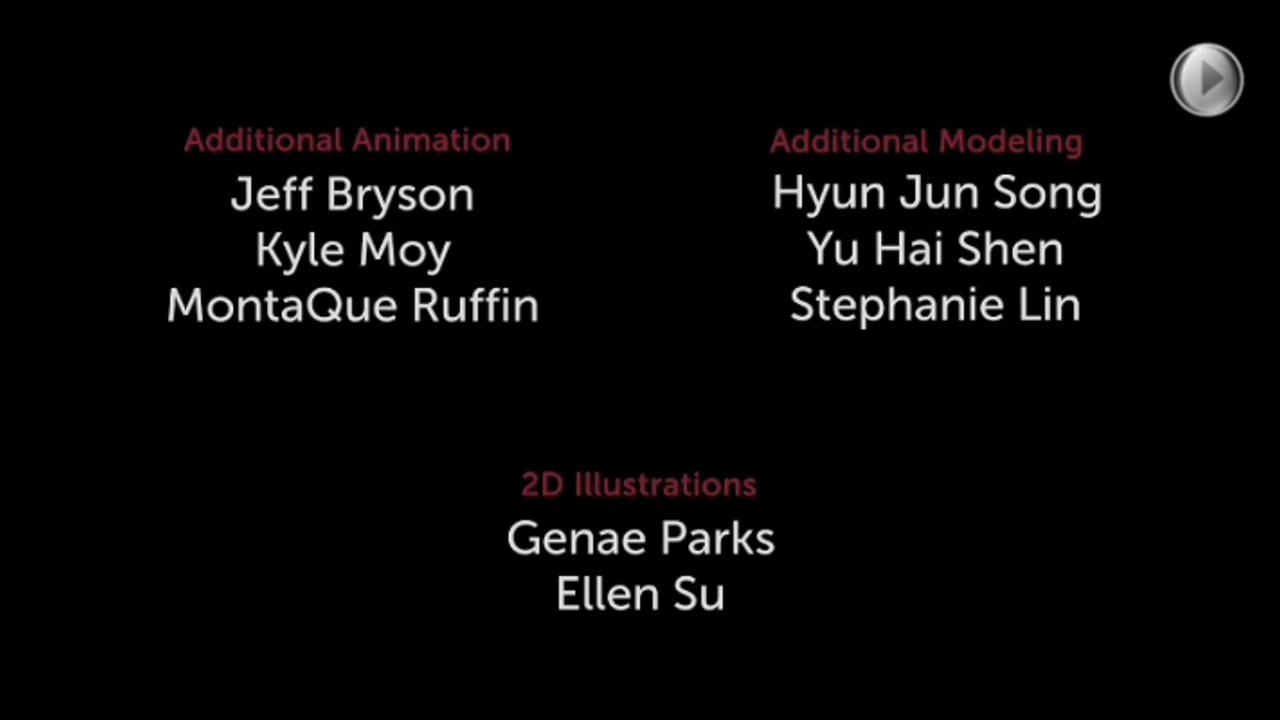 Additional Animation
Jeff Bryson
Kyle Moy
MontaQue Ruffin
Additional Modeling
Hyun Jun Song
Yu Hai Shen
Stephanie Lin
2D Illustrations
Genae Parks
Ellen Su